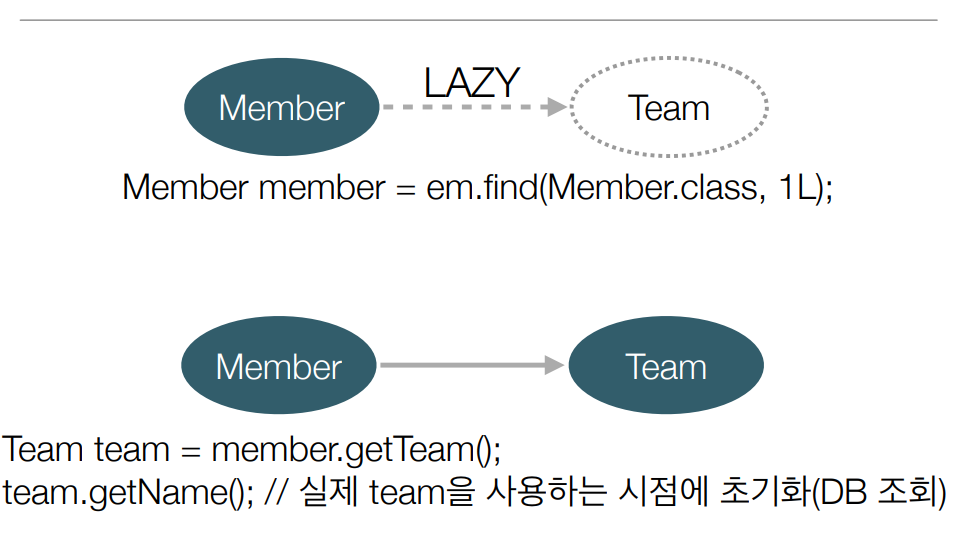 LAZY
Member
Team
Member member = em.find(Member.class, 1L);
Member
Team
Team team = member.getTeam();
team.getName(); // 실제 team을 사용하는 시점에 초기화(DB 조회)